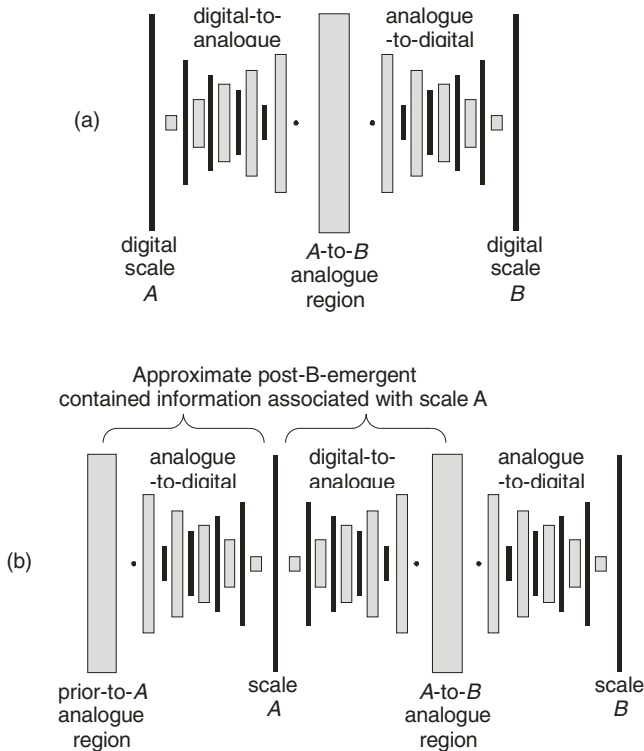 digital-to-
analogue
analogue
-to-digital
(a)
digital
scale
A
A-to-B
analogue
region
digital
scale
B
Approximate post-B-emergent
contained information associated with scale A
analogue
-to-digital
digital-to-
analogue
analogue
-to-digital
(b)
prior-to-A
analogue
region
scale
A
A-to-B
analogue
region
scale
B